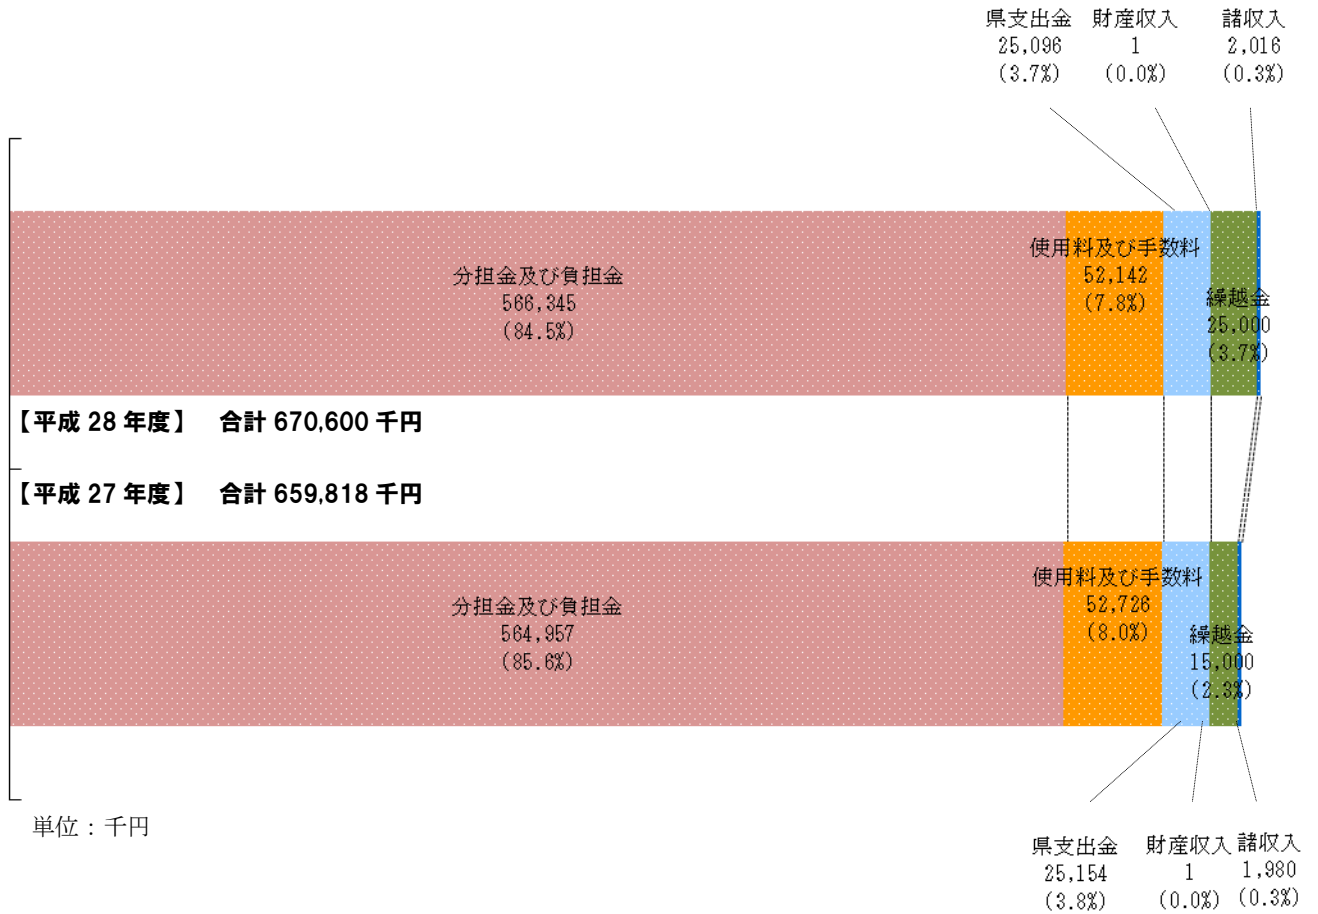 県支出金
25,096
(3.7%)
財産収入
1
(0.0%)
諸収入
2,016
(0.3%)
分担金及び負担金
566,345
(84.5%)
使用料及び手数料
52,142
(7.8%)
繰越金
25,000
(3.7%)
【平成 28 年度】 合計 670,600 千円
【平成 27 年度】 合計 659,818 千円
分担金及び負担金
564,957
(85.6%)
使用料及び手数料
52,726
(8.0%)
繰越金
15,000
(2.3%)
単位：千円
県支出金
25,154
(3.8%)
財産収入
1
(0.0%)
諸収入
1,980
(0.3%)